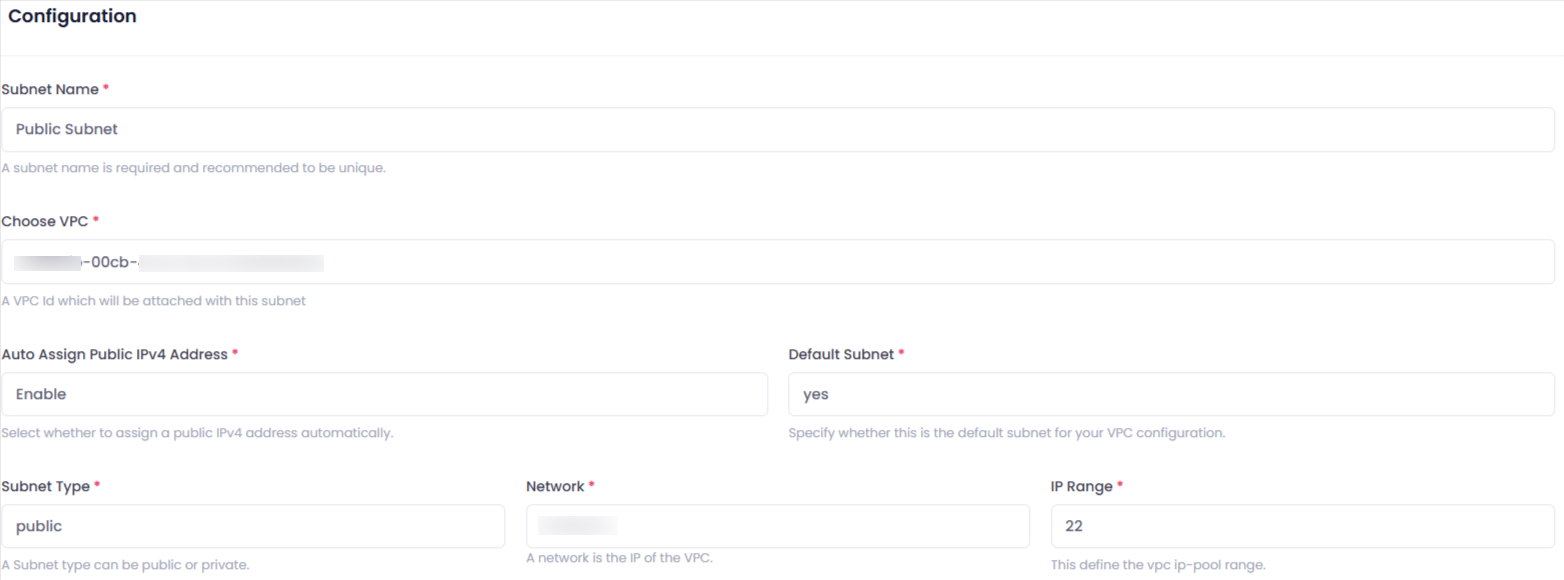 Configuration
Subnet Name *
Public Subnet
A subnet name is required and recommended to be unique.
Choose VPC *
-00cb-
A VPC Id which will be attached with this subnet
Auto Assign Public IPv4 Address * Default Subnet *
Enable yes
Select whether to assign a public IPv4 address automatically. Specify whether this is the default subnet for your VPC configuration.
Subnet Type * Network * IP Range *
public 22
A Subnet type can be public or private. A network is the IP of the VPC. This define the vpc ip-pool range.